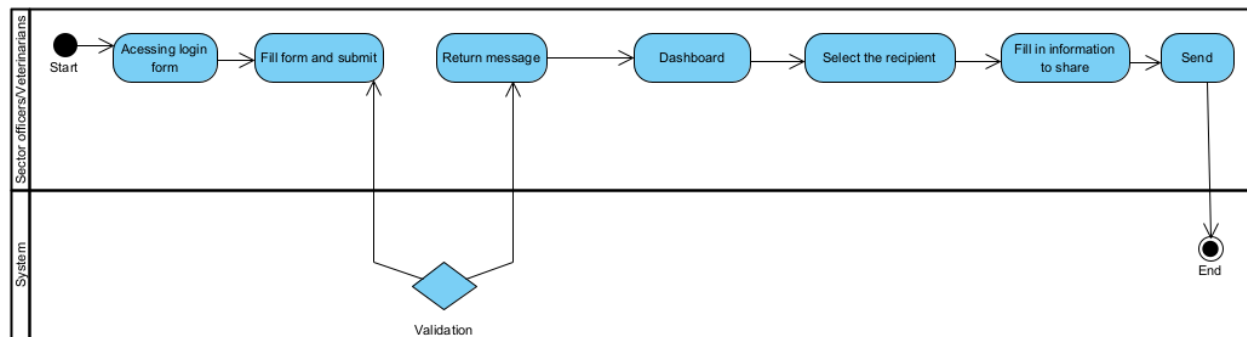 Sector officers/Veterinarians
Start
Acessing login
form
Fill form and submit
Return message
Dashboard
Select the recipient
Fill in information
to share
Send
System
Validation
End